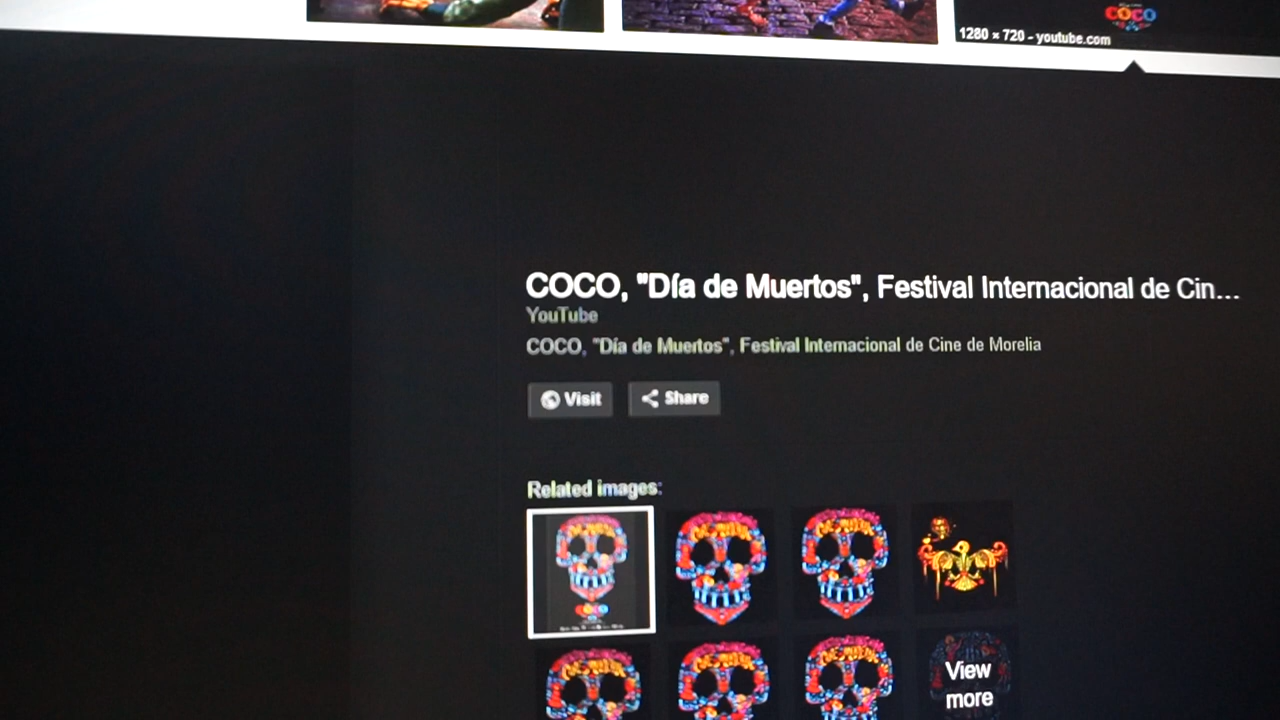 COCO
1280 × 720 - youtube.com
COCO, "Día de Muertos", Festival Internacional de Cin...
YouTube
COCO, "Día de Muertos", Festival Internacional de Cine de Morelia
Visit
Share
Related images:
COCO
View
more